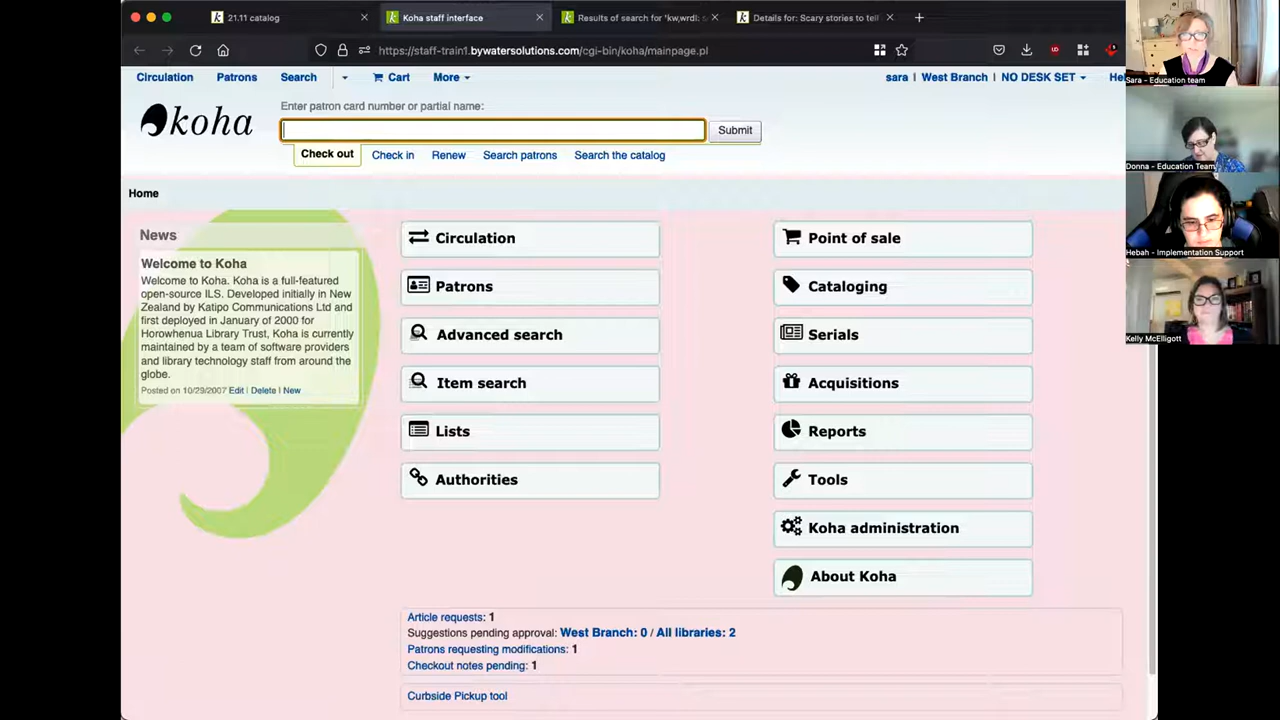 21.11 catalog
Koha staff interface
Results of search for 'kw,wrdl:
Details for: Scary stories to tell
https://staff-train1.bywatersolutions.com/cgi-bin/koha/mainpage.pl
Circulation Patrons Search Cart More
sara | West Branch | NO DESK SET
koha
Enter patron card number or partial name:
Submit
Check out Check in Renew Search patrons Search the catalog
Home
News
Welcome to Koha
Welcome to Koha. Koha is a full-featured
open-source ILS. Developed initially in New
Zealand by Katipo Communications Ltd and
first deployed in January of 2000 for
Horowhenua Library Trust, Koha is currently
maintained by a team of software providers
and library technology staff from around the
globe.
Posted on 10/29/2007 Edit | Delete | New
Circulation
Patrons
Advanced search
Item search
Lists
Authorities
Point of sale
Cataloging
Serials
Acquisitions
Reports
Tools
Koha administration
About Koha
Article requests: 1
Suggestions pending approval: West Branch: 0 / All libraries: 2
Patrons requesting modifications: 1
Checkout notes pending: 1
Curbside Pickup tool
Sara - Education team
Donna - Education Team
Hebah - Implementation Support
Kelly McElligott